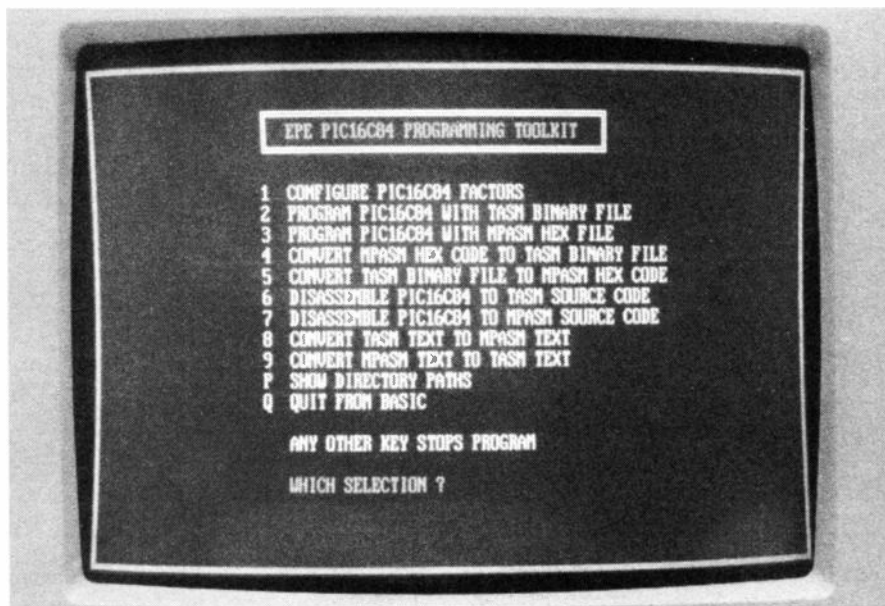 EPE PIC16C84 PROGRAMMING TOOLKIT
1 CONFIGURE PIC16C84 FACTORS
2 PROGRAM PIC16C84 WITH TASM BINARY FILE
3 PROGRAM PIC16C84 WITH MPASM HEX FILE
4 CONVERT MPASM HEX CODE TO TASM BINARY FILE
5 CONVERT TASM BINARY FILE TO MPASM HEX CODE
6 DISASSEMBLE PIC16C84 TO TASM SOURCE CODE
7 DISASSEMBLE PIC16C84 TO MPASM SOURCE CODE
8 CONVERT TASM TEXT TO MPASM TEXT
9 CONVERT MPASM TEXT TO TASM TEXT
P SHOW DIRECTORY PATHS
Q QUIT FROM BASIC
ANY OTHER KEY STOPS PROGRAM
WHICH SELECTION ?